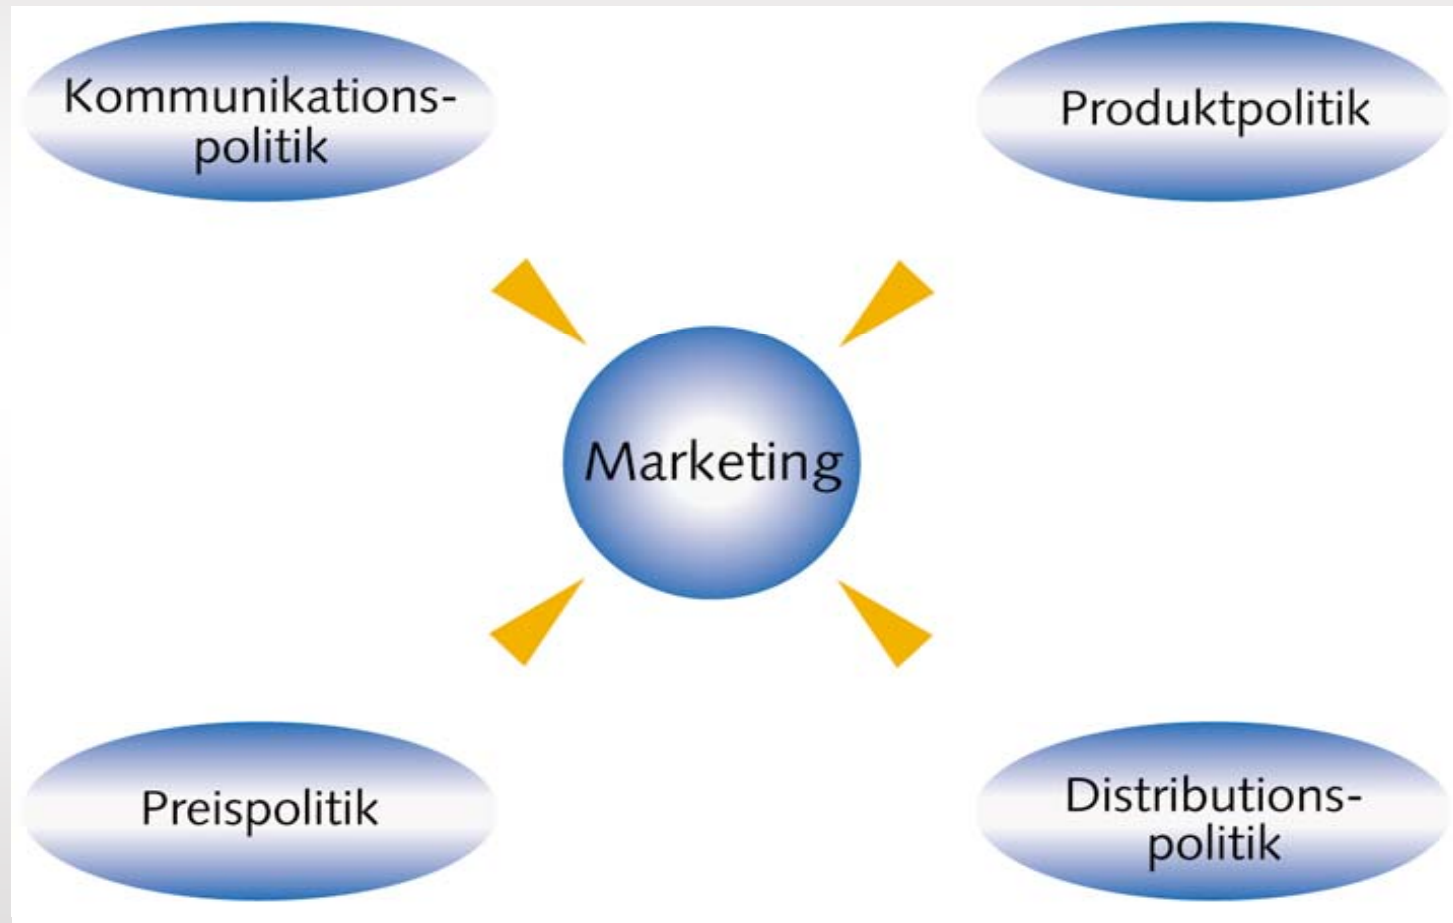 Kommunikations-
politik
Produktpolitik
Marketing
Preispolitik
Distributions-
politik